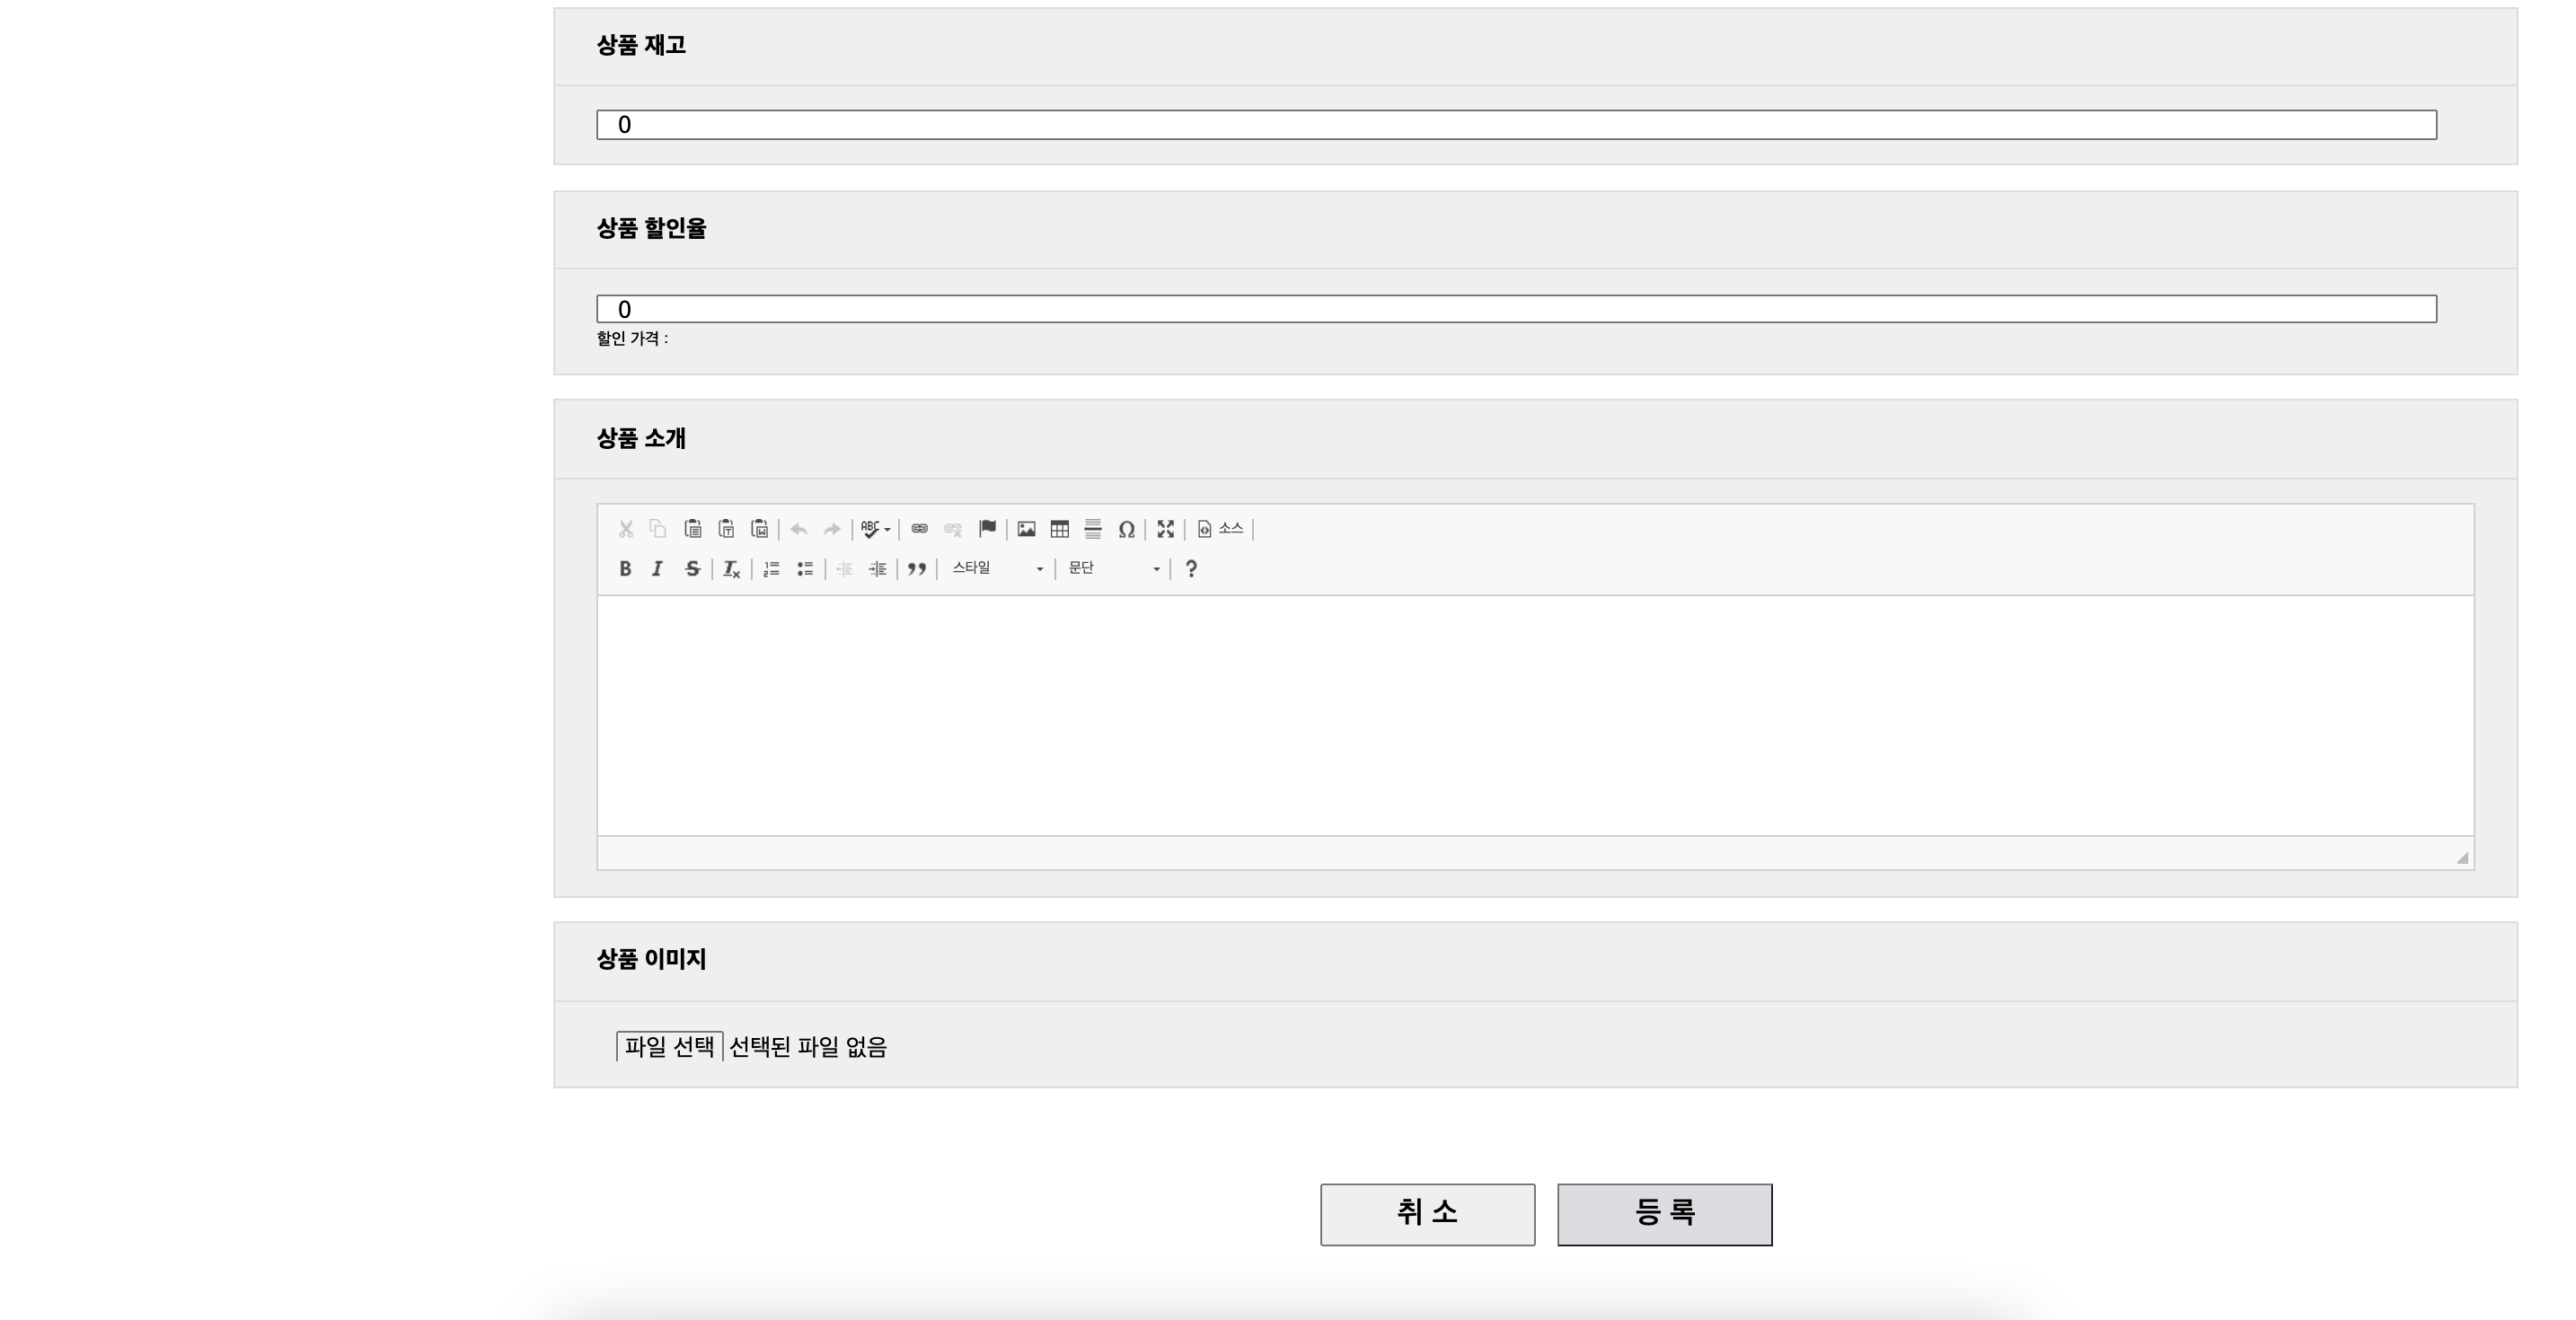 상품 재고
0
상품 할인율
0
할인 가격 :
상품 소개
ABC 소스
B I S Tx 스타일 문단 ?
상품 이미지
파일 선택 선택된 파일 없음
취 소 등 록